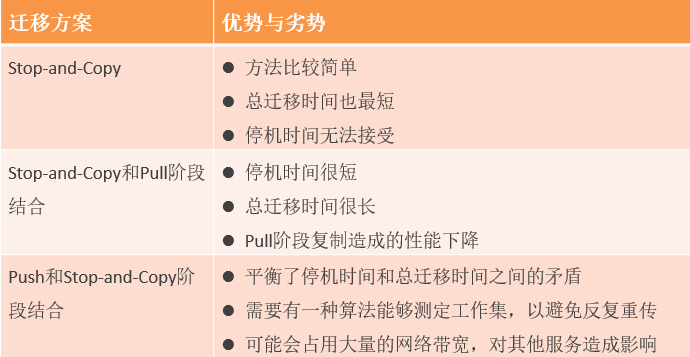 迁移方案
优势与劣势
Stop-and-Copy
● 方法比较简单
● 总迁移时间也最短
● 停机时间无法接受
Stop-and-Copy和Pull阶段
结合
● 停机时间很短
● 总迁移时间很长
● Pull阶段复制造成的性能下降
Push和Stop-and-Copy阶
段结合
● 平衡了停机时间和总迁移时间之间的矛盾
● 需要有一种算法能够测定工作集，以避免反复重传
● 可能会占用大量的网络带宽，对其他服务造成影响